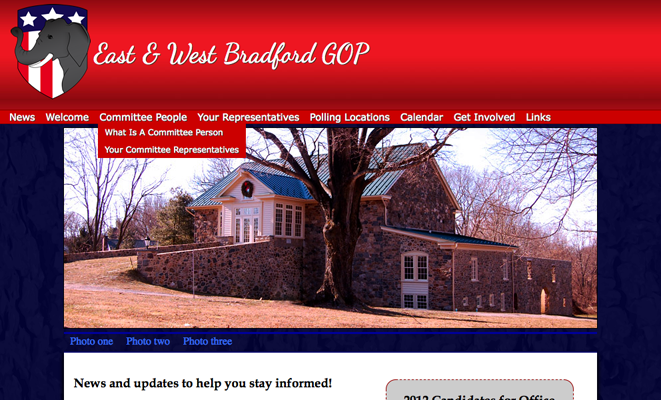 East & West Bradford GOP
News Welcome Committee People Your Representatives Polling Locations Calendar Get Involved Links
What Is A Committee Person
Your Committee Representatives
Photo one Photo two Photo three
News and updates to help you stay informed!
2012 Candidates for Office